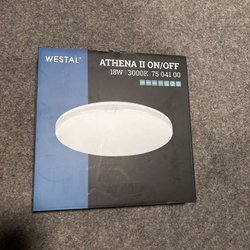 WESTAL
ATHENA II ON/OFF
18W | 3000K 75 041 00